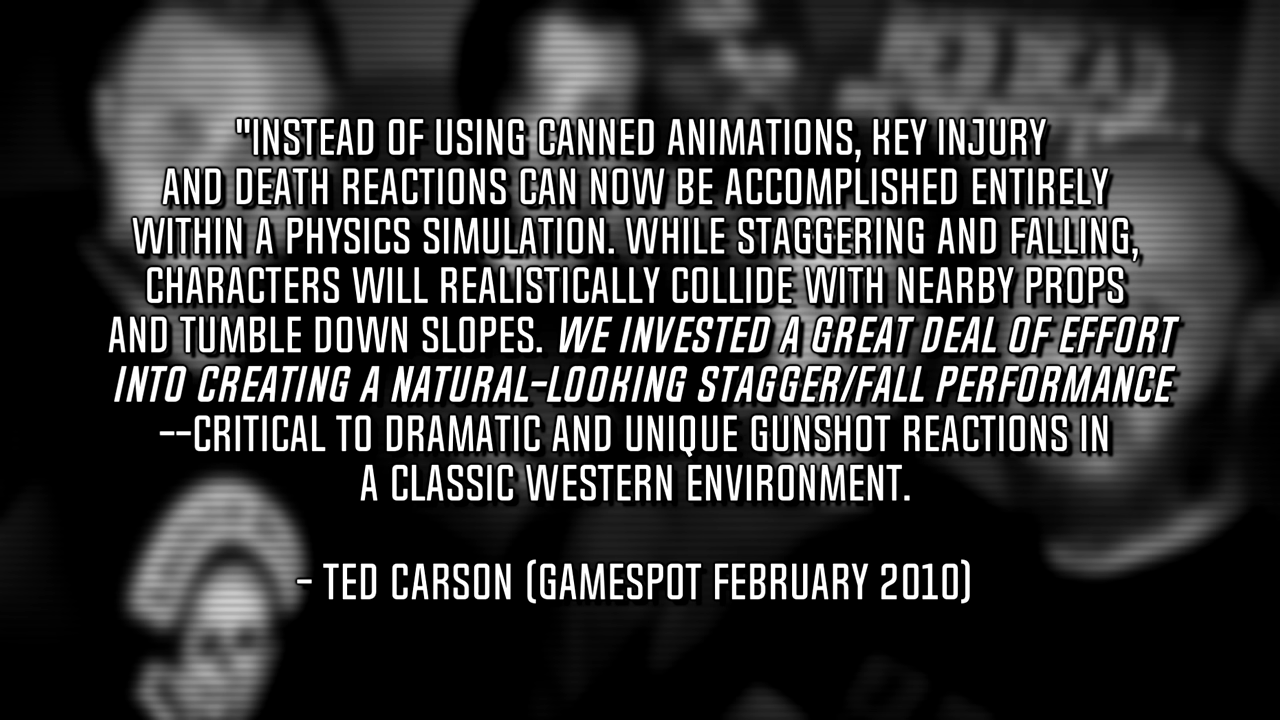 "INSTEAD OF USING CANNED ANIMATIONS, KEY INJURY
AND DEATH REACTIONS CAN NOW BE ACCOMPLISHED ENTIRELY
WITHIN A PHYSICS SIMULATION. WHILE STAGGERING AND FALLING,
CHARACTERS WILL REALISTICALLY COLLIDE WITH NEARBY PROPS
AND TUMBLE DOWN SLOPES. WE INVESTED A GREAT DEAL OF EFFORT
INTO CREATING A NATURAL-LOOKING STAGGER/FALL PERFORMANCE
--CRITICAL TO DRAMATIC AND UNIQUE GUNSHOT REACTIONS IN
A CLASSIC WESTERN ENVIRONMENT.
- TED CARSON (GAMESPOT FEBRUARY 2010)